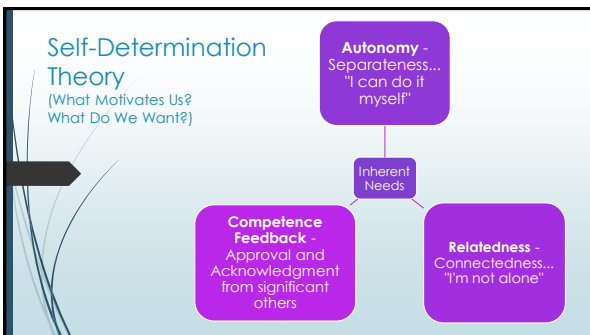 Self-Determination
Theory
(What Motivates Us?
What Do We Want?)
Autonomy -
Separateness...
"I can do it
myself"
Inherent
Needs
Competence
Feedback -
Approval and
Acknowledgment
from significant
others
Relatedness -
Connectedness...
"I'm not alone"